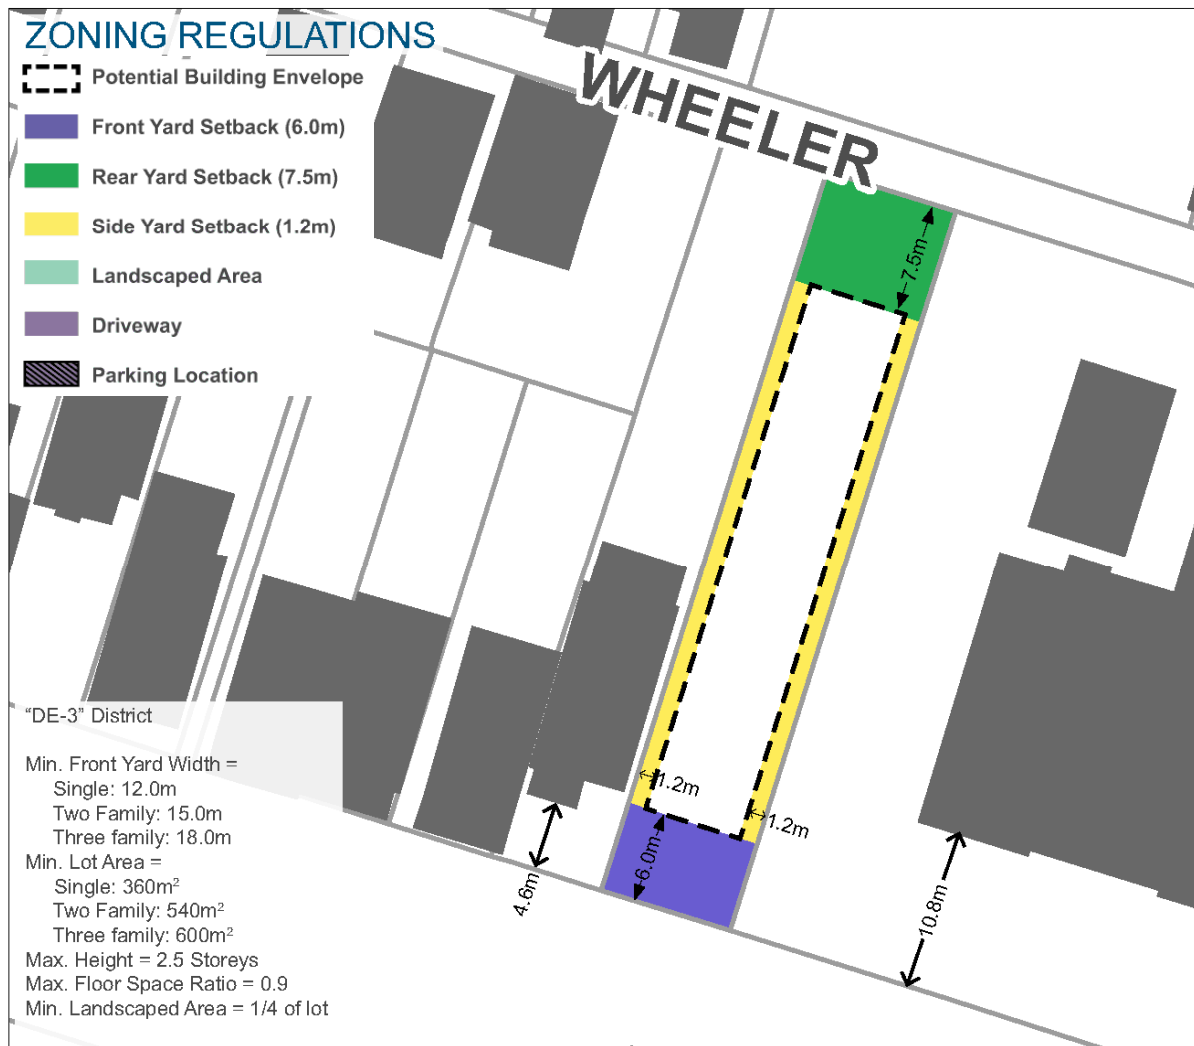 ZONING REGULATIONS
Potential Building Envelope
Front Yard Setback (6.0m)
Rear Yard Setback (7.5m)
Side Yard Setback (1.2m)
Landscaped Area
Driveway
Parking Location
WHEELER
7.5m
1.2m
1.2m
6.0m
4.6m
10.8m
“DE-3” District
Min. Front Yard Width =
Single: 12.0m
Two Family: 15.0m
Three family: 18.0m
Min. Lot Area =
Single: 360m²
Two Family: 540m²
Three family: 600m²
Max. Height = 2.5 Storeys
Max. Floor Space Ratio = 0.9
Min. Landscaped Area = 1/4 of lot